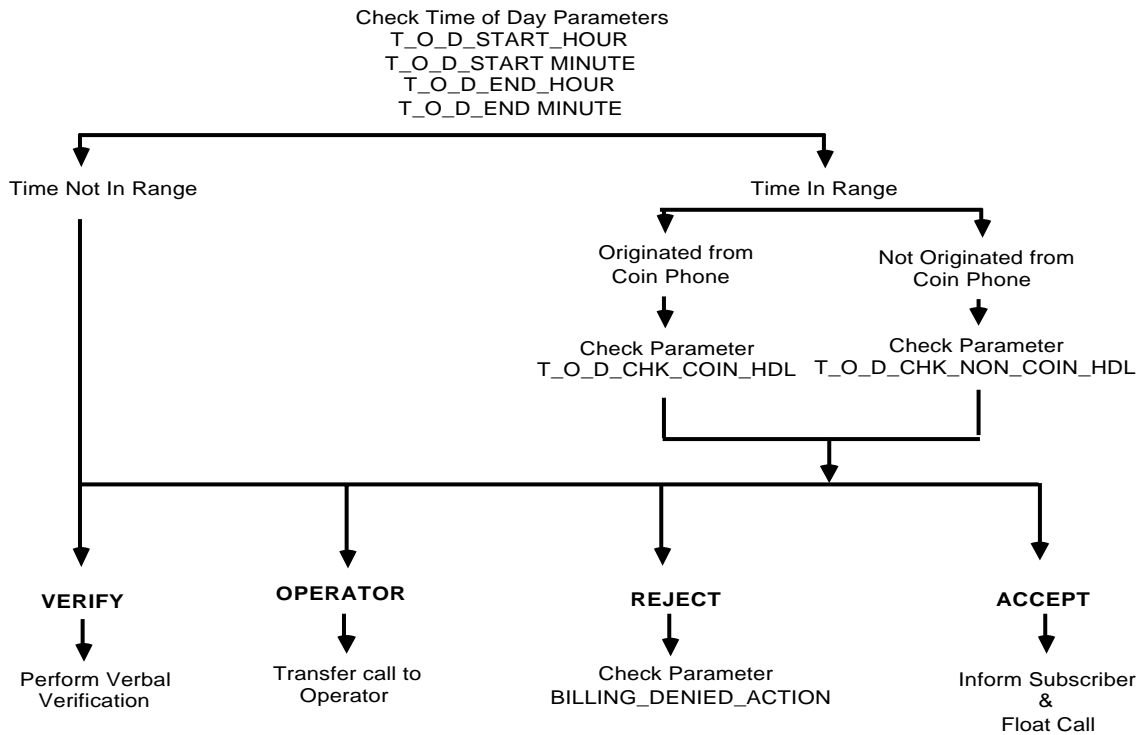 Check Time of Day Parameters
T_O_D_START_HOUR
T_O_D_START MINUTE
T_O_D_END_HOUR
T_O_D_END MINUTE
Time Not In Range
Time In Range
Originated from
Coin Phone
Not Originated from
Coin Phone
Check Parameter
T_O_D_CHK_COIN_HDL
Check Parameter
T_O_D_CHK_NON_COIN_HDL
VERIFY
OPERATOR
REJECT
ACCEPT
Perform Verbal
Verification
Transfer call to
Operator
Check Parameter
BILLING_DENIED_ACTION
Inform Subscriber
&
Float Call